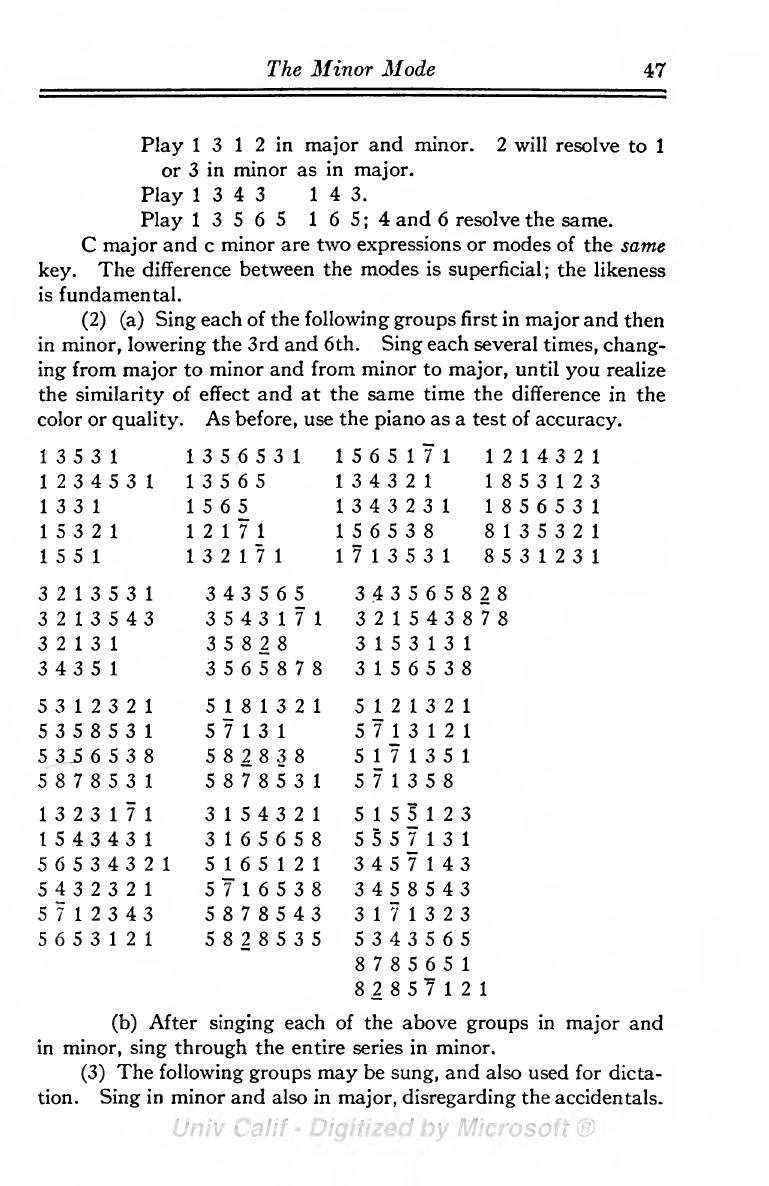 The Minor Mode 47
Play 1 3 1 2 in major and minor. 2 will resolve to 1
or 3 in minor as in major.
Play 1 3 4 3 1 4 3.
Play 1 3 5 6 5 1 6 5; 4 and 6 resolve the same.
C major and c minor are two expressions or modes of the same
key. The difference between the modes is superficial; the likeness
is fundamental.
(2) (a) Sing each of the following groups first in major and then
in minor, lowering the 3rd and 6th. Sing each several times, chang-
ing from major to minor and from minor to major, until you realize
the similarity of effect and at the same time the difference in the
color or quality. As before, use the piano as a test of accuracy.
1 3 5 3 1 1 3 5 6 5 3 1 1 5 6 5 1 7̅ 1 1 2 1 4 3 2 1
1 2 3 4 5 3 1 1 3 5 6 5 1 3 4 3 2 1 1 8 5 3 1 2 3
1 3 3 1 1 5 6 5 1 3 4 3 2 3 1 1 8 5 6 5 3 1
1 5 3 2 1 1 2 1 7̅ 1 1 5 6 5 3 8 8 1 3 5 3 2 1
1 5 5 1 1 3 2 1 7̅ 1 1 7̅ 1 3 5 3 1 8 5 3 1 2 3 1
3 2 1 3 5 3 1 3 4 3 5 6 5 3 4 3 5 6 5 8 2̲ 8
3 2 1 3 5 4 3 3 5 4 3 1 7̅ 1 3 2 1 5 4 3 8 7 8
3 2 1 3 1 3 5 8 2̲ 8 3 1 5 3 1 3 1
3 4 3 5 1 3 5 6 5 8 7 8 3 1 5 6 5 3 8
5 3 1 2 3 2 1 5 1 8 1 3 2 1 5 1 2 1 3 2 1
5 3 5 8 5 3 1 5 7̅ 1 3 1 5 7̅ 1 3 1 2 1
5 3 5 6 5 3 8 5 8 2̲ 8 3̲ 8 5 1 7̅ 1 3 5 1
5 8 7 8 5 3 1 5 8 7 8 5 3 1 5 7̅ 1 3 5 8
1 3 2 3 1 7̅ 1 3 1 5 4 3 2 1 5 1 5 5̅ 1 2 3
1 5 4 3 4 3 1 3 1 6 5 6 5 8 5 5̅ 5 7̅ 1 3 1
5 6 5 3 4 3 2 1 5 1 6 5 1 2 1 3 4 5 7̅ 1 4 3
5 4 3 2 3 2 1 5 7̅ 1 6 5 3 8 3 4 5 8 5 4 3
5 7̅ 1 2 3 4 3 5 8 7 8 5 4 3 3 1 7̅ 1 3 2 3
5 6 5 3 1 2 1 5 8 2̲ 8 5 3 5 5 3 4 3 5 6 5
8 7 8 5 6 5 1
8 2̲ 8 5 7̅ 1 2 1
(b) After singing each of the above groups in major and
in minor, sing through the entire series in minor.
(3) The following groups may be sung, and also used for dicta-
tion. Sing in minor and also in major, disregarding the accidentals.
Univ Calif - Digitized by Microsoft ®